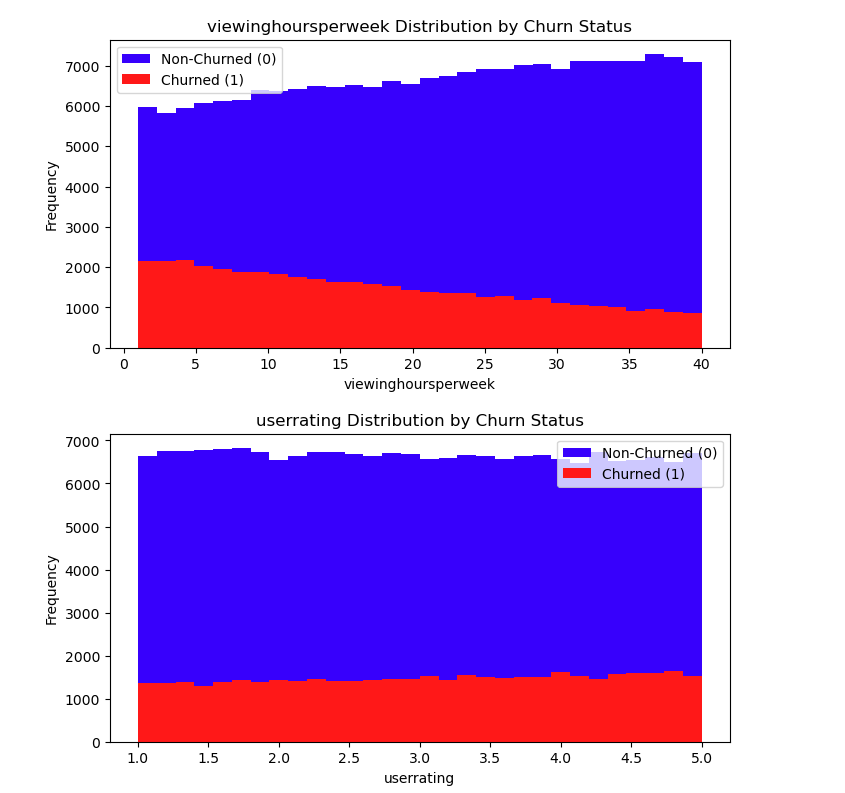 viewinghoursperweek Distribution by Churn Status
Non-Churned (0)
Churned (1)
7000
6000
5000
4000
3000
2000
1000
0
Frequency
0 5 10 15 20 25 30 35 40
viewinghoursperweek
userrating Distribution by Churn Status
Non-Churned (0)
Churned (1)
7000
6000
5000
4000
3000
2000
1000
0
Frequency
1.0 1.5 2.0 2.5 3.0 3.5 4.0 4.5 5.0
userrating